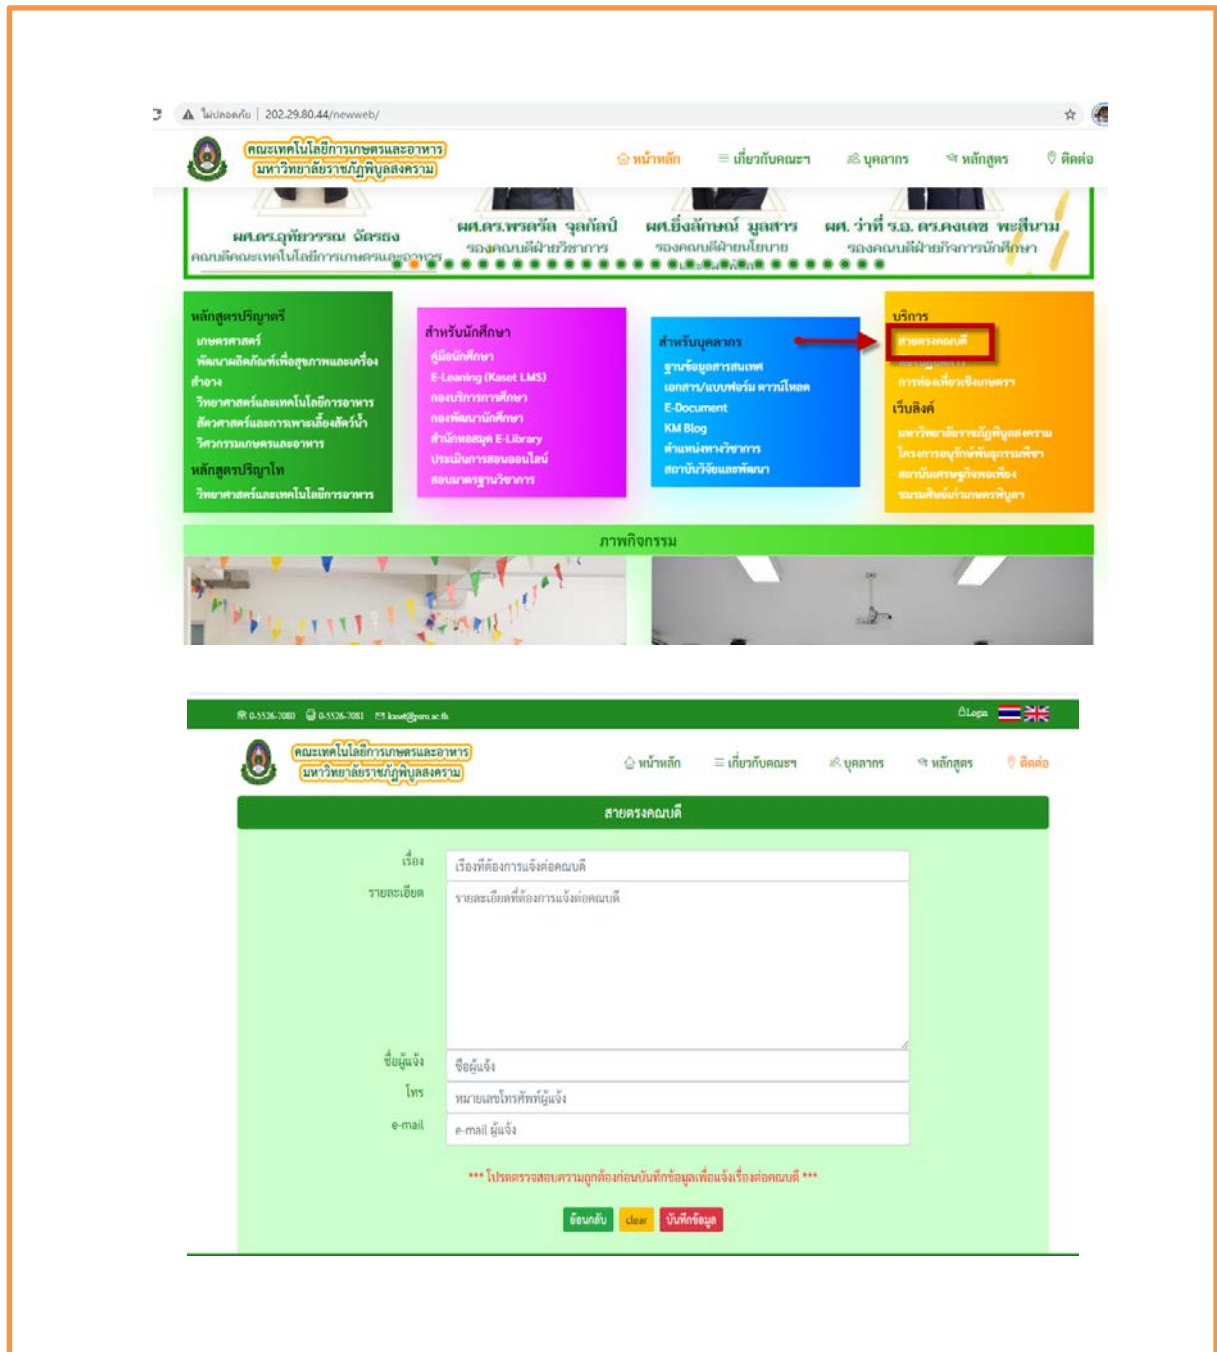 ไม่ปลอดภัย | 202.29.80.44/newweb/
คณะเทคโนโลยีการเกษตรและอาหาร
มหาวิทยาลัยราชภัฏพิบูลสงคราม
หน้าหลัก เกี่ยวกับคณะฯ บุคลากร หลักสูตร ติดต่อ
ผศ.ดร.อุทัยวรรณ ฉัตรธง
คณบดีคณะเทคโนโลยีการเกษตรและอาหาร
ผศ.ดร.พรดรัล จุลกัลป์
รองคณบดีฝ่ายวิชาการ
ผศ.ยิ่งลักษณ์ มูลสาร
รองคณบดีฝ่ายนโยบาย
ผศ. ว่าที่ ร.อ. ดร.คงเดช พะสีนาม
รองคณบดีฝ่ายกิจการนักศึกษา
หลักสูตรปริญาตรี
เกษตรศาสตร์
พัฒนาผลิตภัณฑ์เพื่อสุขภาพและเครื่อง
สำอาง
วิทยาศาสตร์และเทคโนโลยีการอาหาร
สัตวศาสตร์และการเพาะเลี้ยงสัตว์น้ำ
วิศวกรรมเกษตรและอาหาร
หลักสูตรปริญาโท
วิทยาศาสตร์และเทคโนโลยีการอาหาร
สำหรับนักศึกษา
คู่มือนักศึกษา
E-Leaning (Kaset LMS)
กองบริการการศึกษา
กองพัฒนานักศึกษา
สำนักหอสมุด E-Library
ประเมินการสอนออนไลน์
สอบมาตรฐานวิชาการ
สำหรับบุคลากร
ฐานข้อมูลสารสนเทศ
เอกสาร/แบบฟอร์ม ดาวน์โหลด
E-Document
KM Blog
ตำแหน่งทางวิชาการ
สถาบันวิจัยและพัฒนา
บริการ
สายตรงคณบดี
การท่องเที่ยวเชิงเกษตรฯ
เว็บลิงค์
มหาวิทยาลัยราชภัฏพิบูลสงคราม
โครงการอนุรักษ์พันธุกรรมพืชฯ
สถาบันเศรษฐกิจพอเพียง
ชมรมศิษย์เก่าเกษตรพิบูลฯ
ภาพกิจกรรม
0-5526-7080 0-5526-7081 kaset@psru.ac.th Login
คณะเทคโนโลยีการเกษตรและอาหาร
มหาวิทยาลัยราชภัฏพิบูลสงคราม
หน้าหลัก เกี่ยวกับคณะฯ บุคลากร หลักสูตร ติดต่อ
สายตรงคณบดี
เรื่อง เรื่องที่ต้องการแจ้งต่อคณบดี
รายละเอียด รายละเอียดที่ต้องการแจ้งต่อคณบดี
ชื่อผู้แจ้ง ชื่อผู้แจ้ง
โทร หมายเลขโทรศัพท์ผู้แจ้ง
e-mail e-mail ผู้แจ้ง
*** โปรดตรวจสอบความถูกต้องก่อนบันทึกข้อมูลเพื่อแจ้งเรื่องต่อคณบดี ***
ย้อนกลับ clear บันทึกข้อมูล